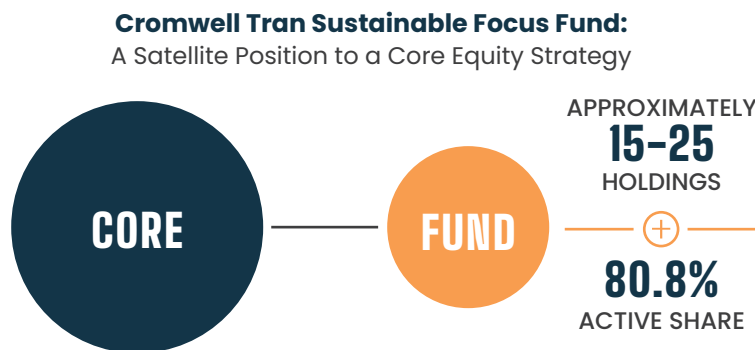 Cromwell Tran Sustainable Focus Fund:
A Satellite Position to a Core Equity Strategy
CORE
FUND
APPROXIMATELY
15-25
HOLDINGS
80.8%
ACTIVE SHARE